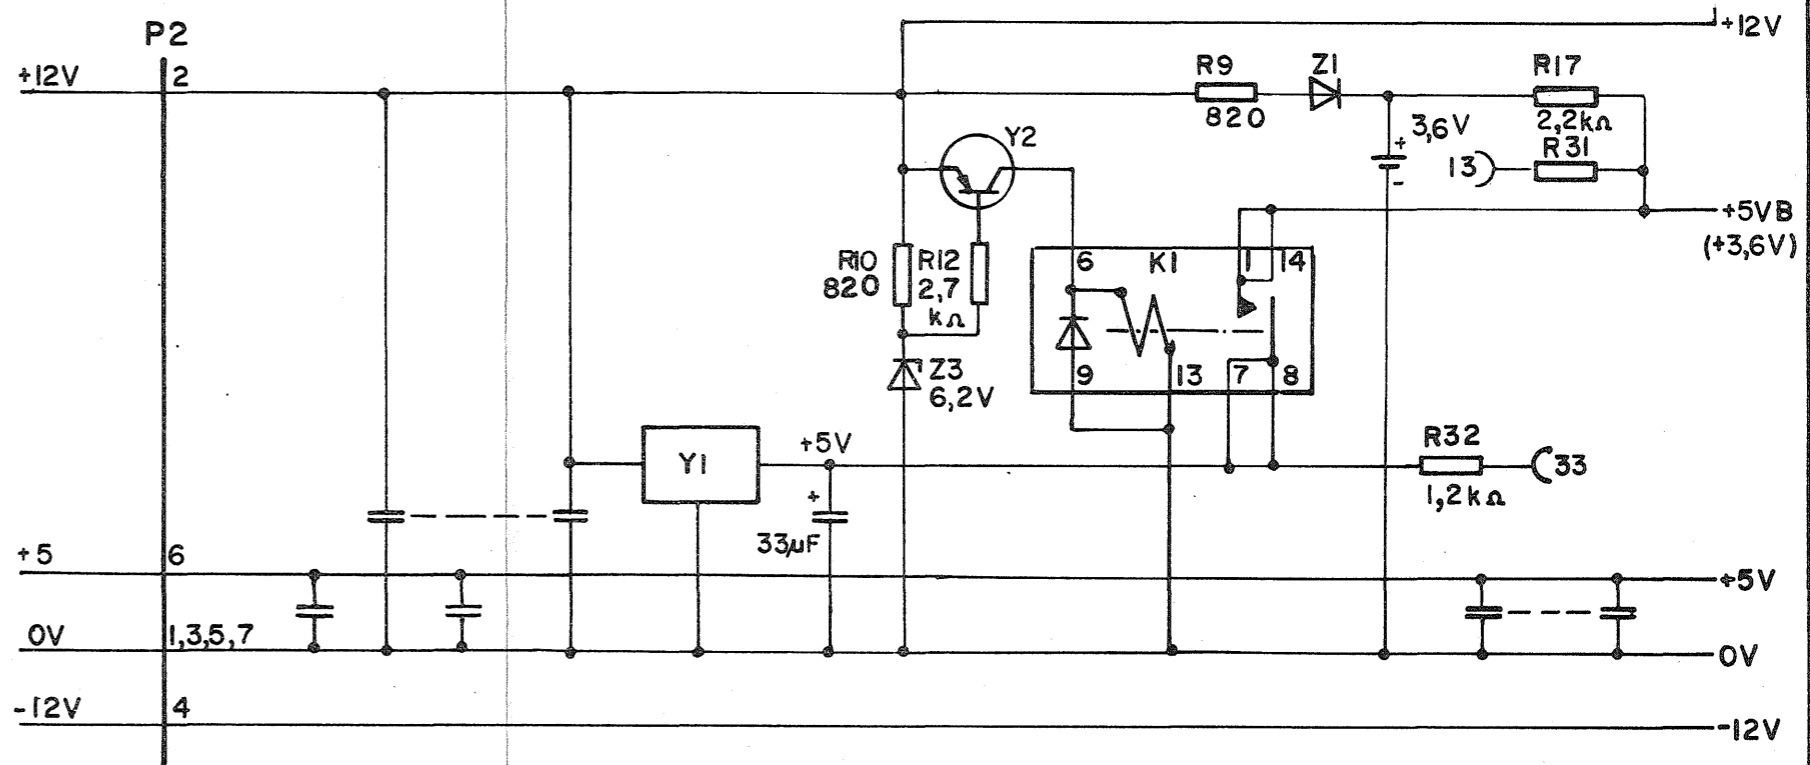 P2
+12V
+12V 2
R9 Z1 R17
820
3,6V
+
-
2,2kΩ
Y2
R31
13
+5VB
(+3,6V)
R10
820
R12
2,7
kΩ
6 K1 1 14
Z3
6,2V
9 13 7 8
Y1
+5V
R32
33
1,2kΩ
+
33µF
+5 6
+5V
0V 1,3,5,7
0V
-12V 4
-12V